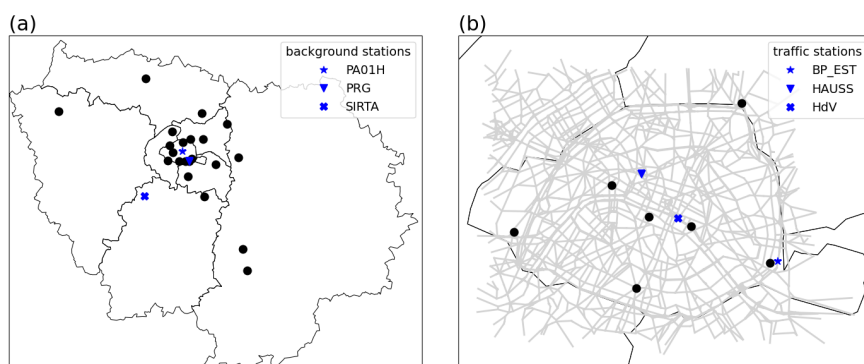 (a)
background stations
PA01H
PRG
SIRTA
(b)
traffic stations
BP_EST
HAUSS
HdV